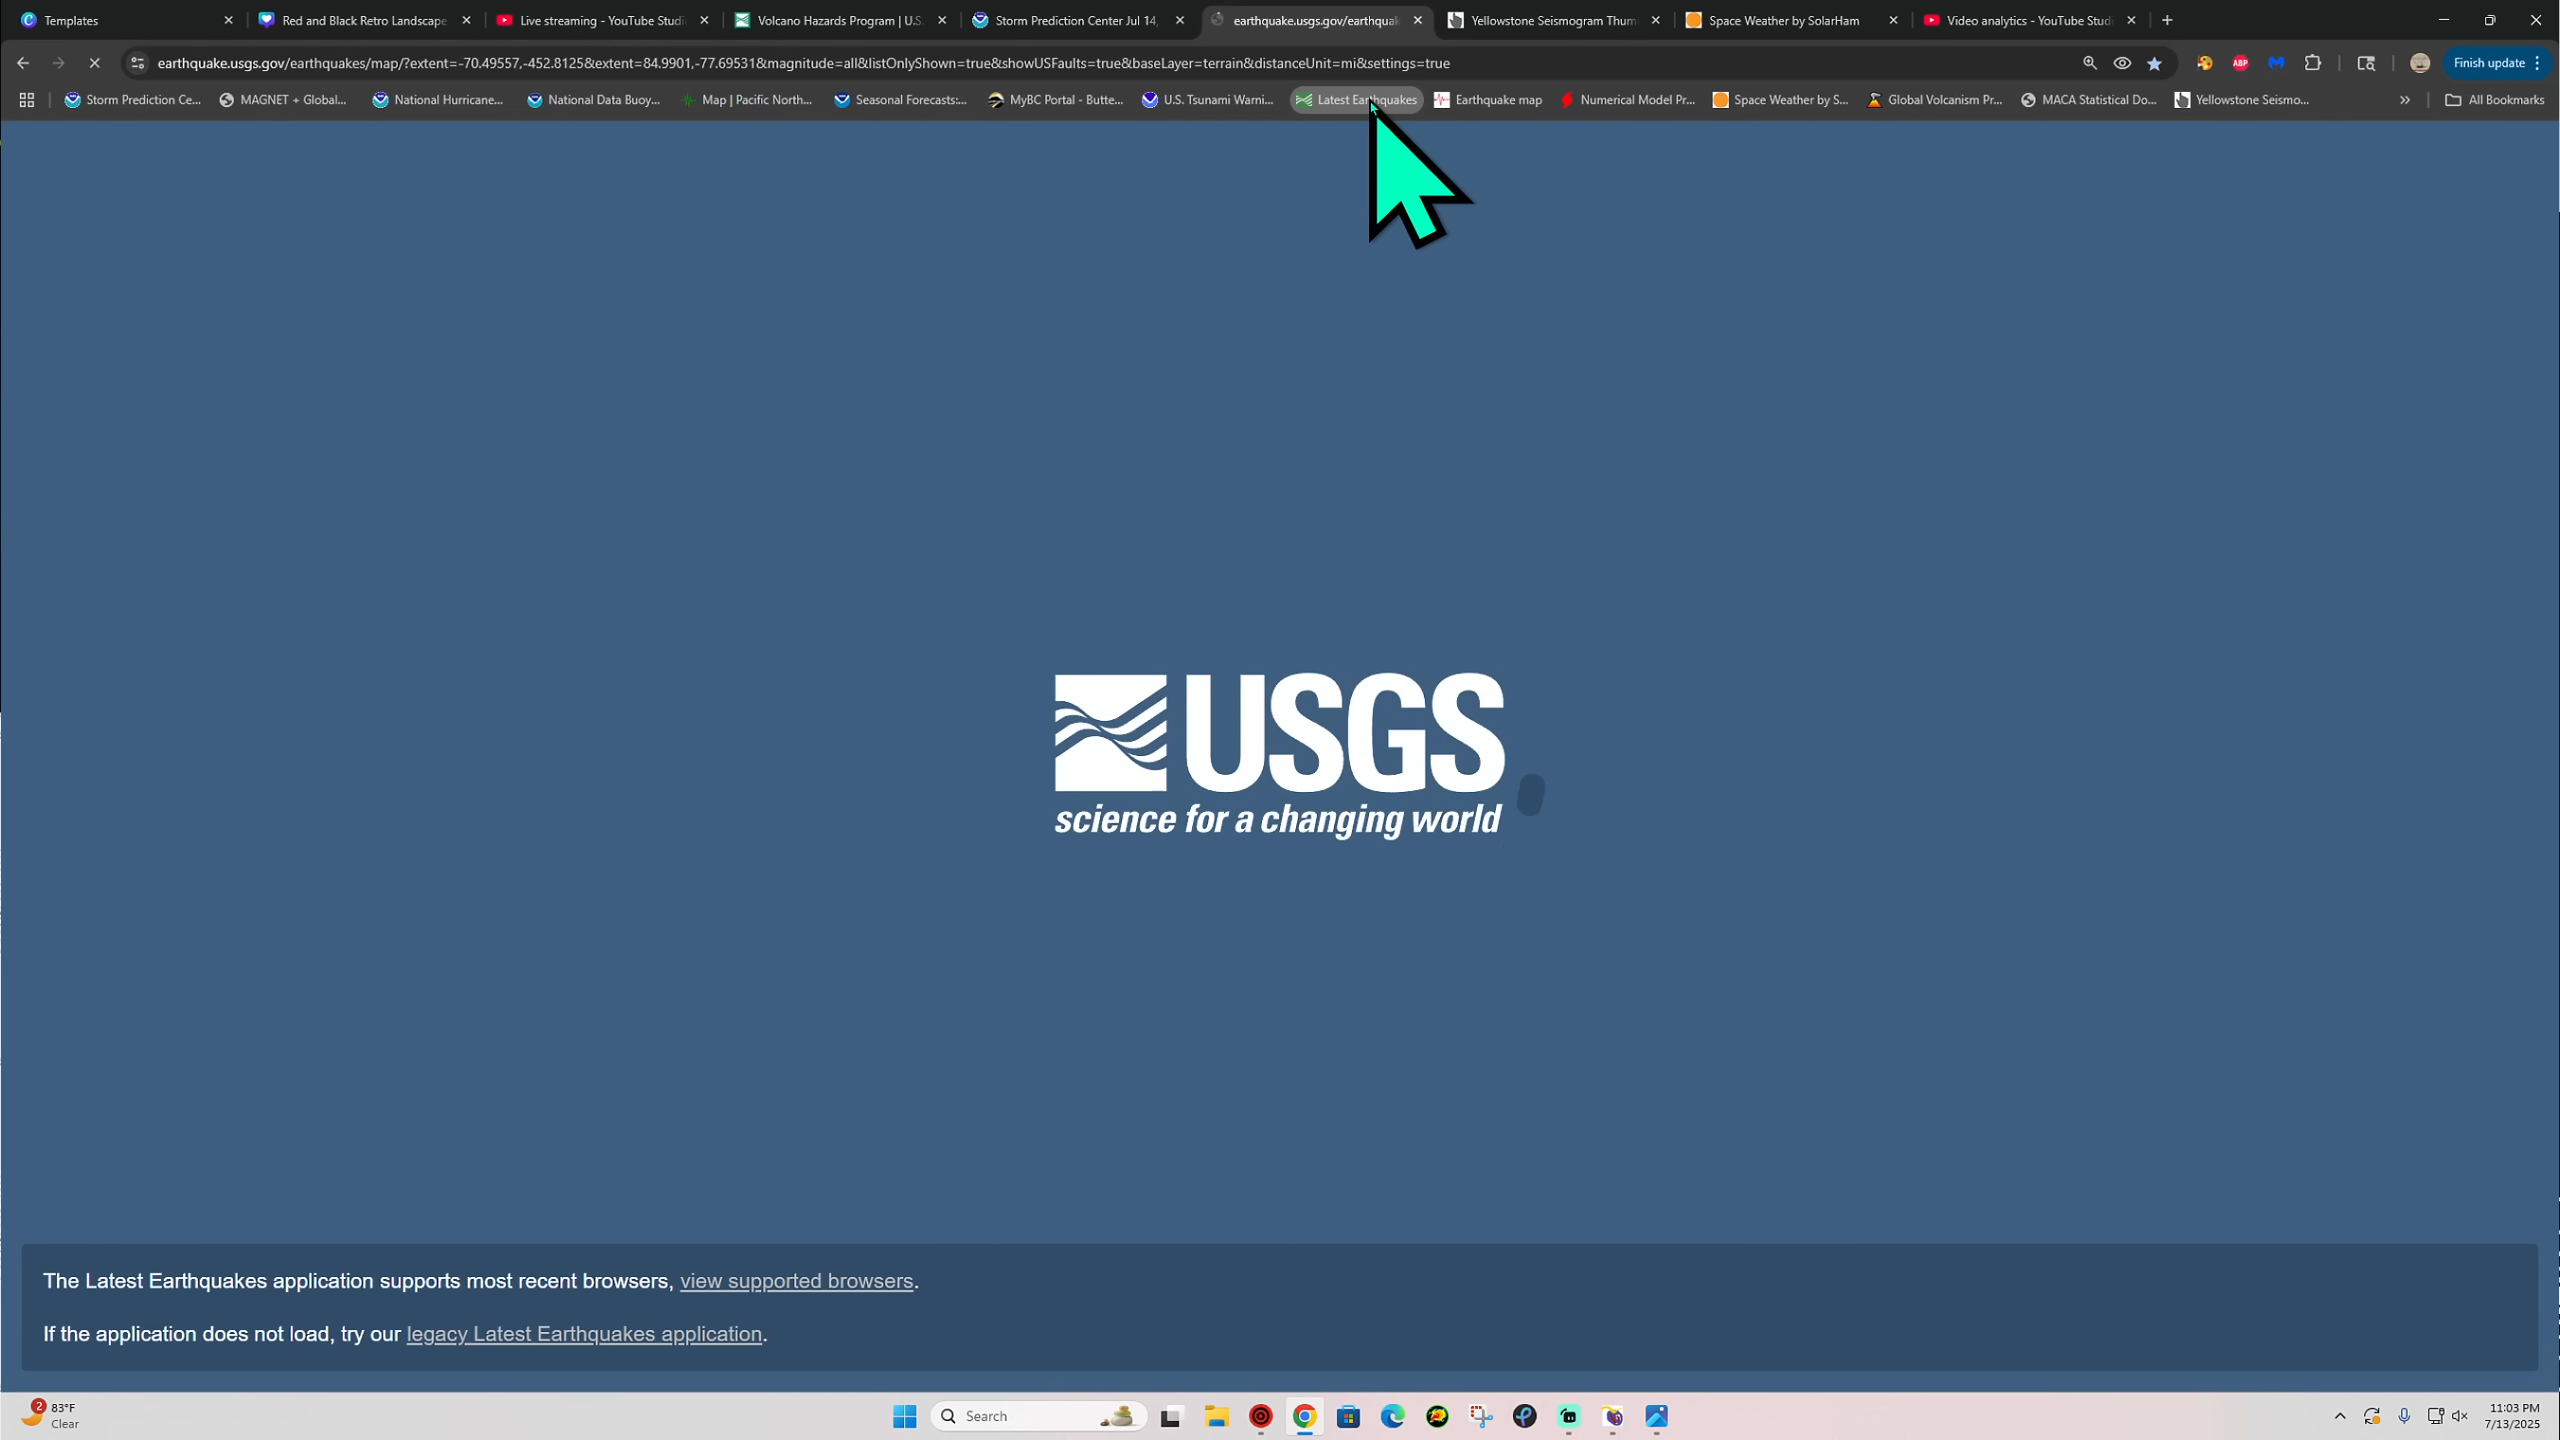 Templates
Red and Black Retro Landscape
Live streaming - YouTube Studi
Volcano Hazards Program | U.S.
Storm Prediction Center Jul 14,
earthquake.usgs.gov/earthquak
Yellowstone Seismogram Thum
Space Weather by SolarHam
Video analytics - YouTube Studi
earthquake.usgs.gov/earthquakes/map/?extent=-70.49557,-452.8125&extent=84.9901,-77.69531&magnitude=all&listOnlyShown=true&showUSFaults=true&baseLayer=terrain&distanceUnit=mi&settings=true
ABP
Finish update
Storm Prediction Ce...
MAGNET + Global...
National Hurricane...
National Data Buoy...
Map | Pacific North...
Seasonal Forecasts:...
MyBC Portal - Butte...
U.S. Tsunami Warni...
Latest Earthquakes
Earthquake map
Numerical Model Pr...
Space Weather by S...
Global Volcanism Pr...
MACA Statistical Do...
Yellowstone Seismo...
All Bookmarks
USGS
science for a changing world
The Latest Earthquakes application supports most recent browsers, view supported browsers.
If the application does not load, try our legacy Latest Earthquakes application.
2
83°F
Clear
Search
11:03 PM
7/13/2025